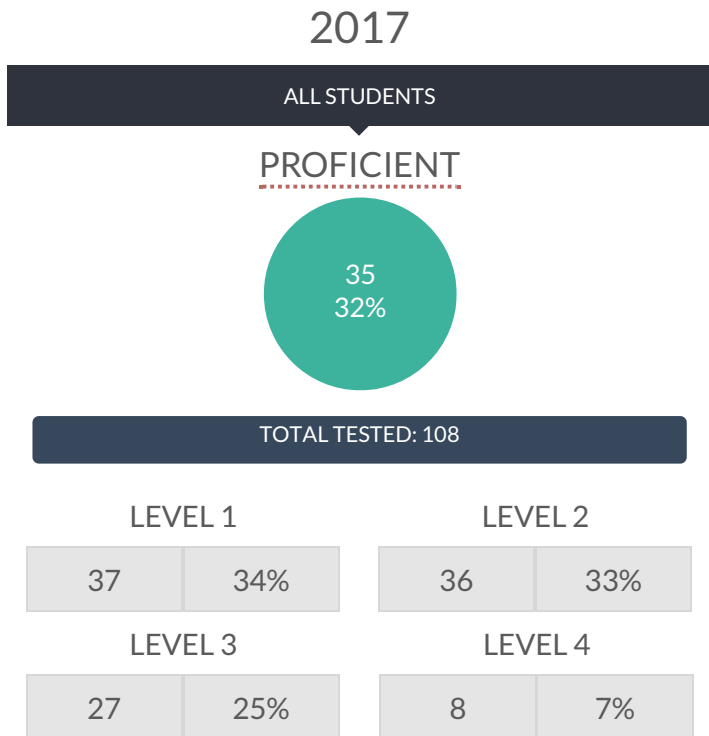 2017
ALL STUDENTS
PROFICIENT
35
32%
TOTAL TESTED: 108
LEVEL 1 LEVEL 2
37 34% 36 33%
LEVEL 3 LEVEL 4
27 25% 8 7%